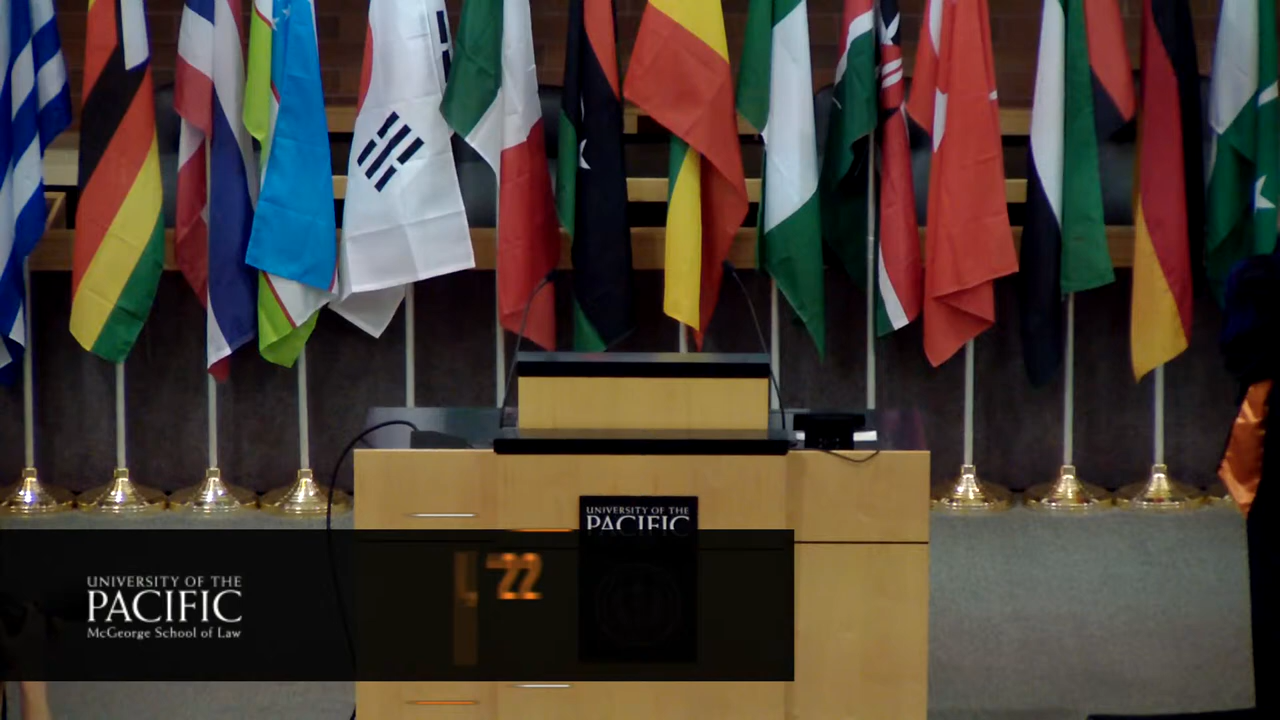 UNIVERSITY OF THE
PACIFIC
UNIVERSITY OF THE
PACIFIC
McGeorge School of Law
'22